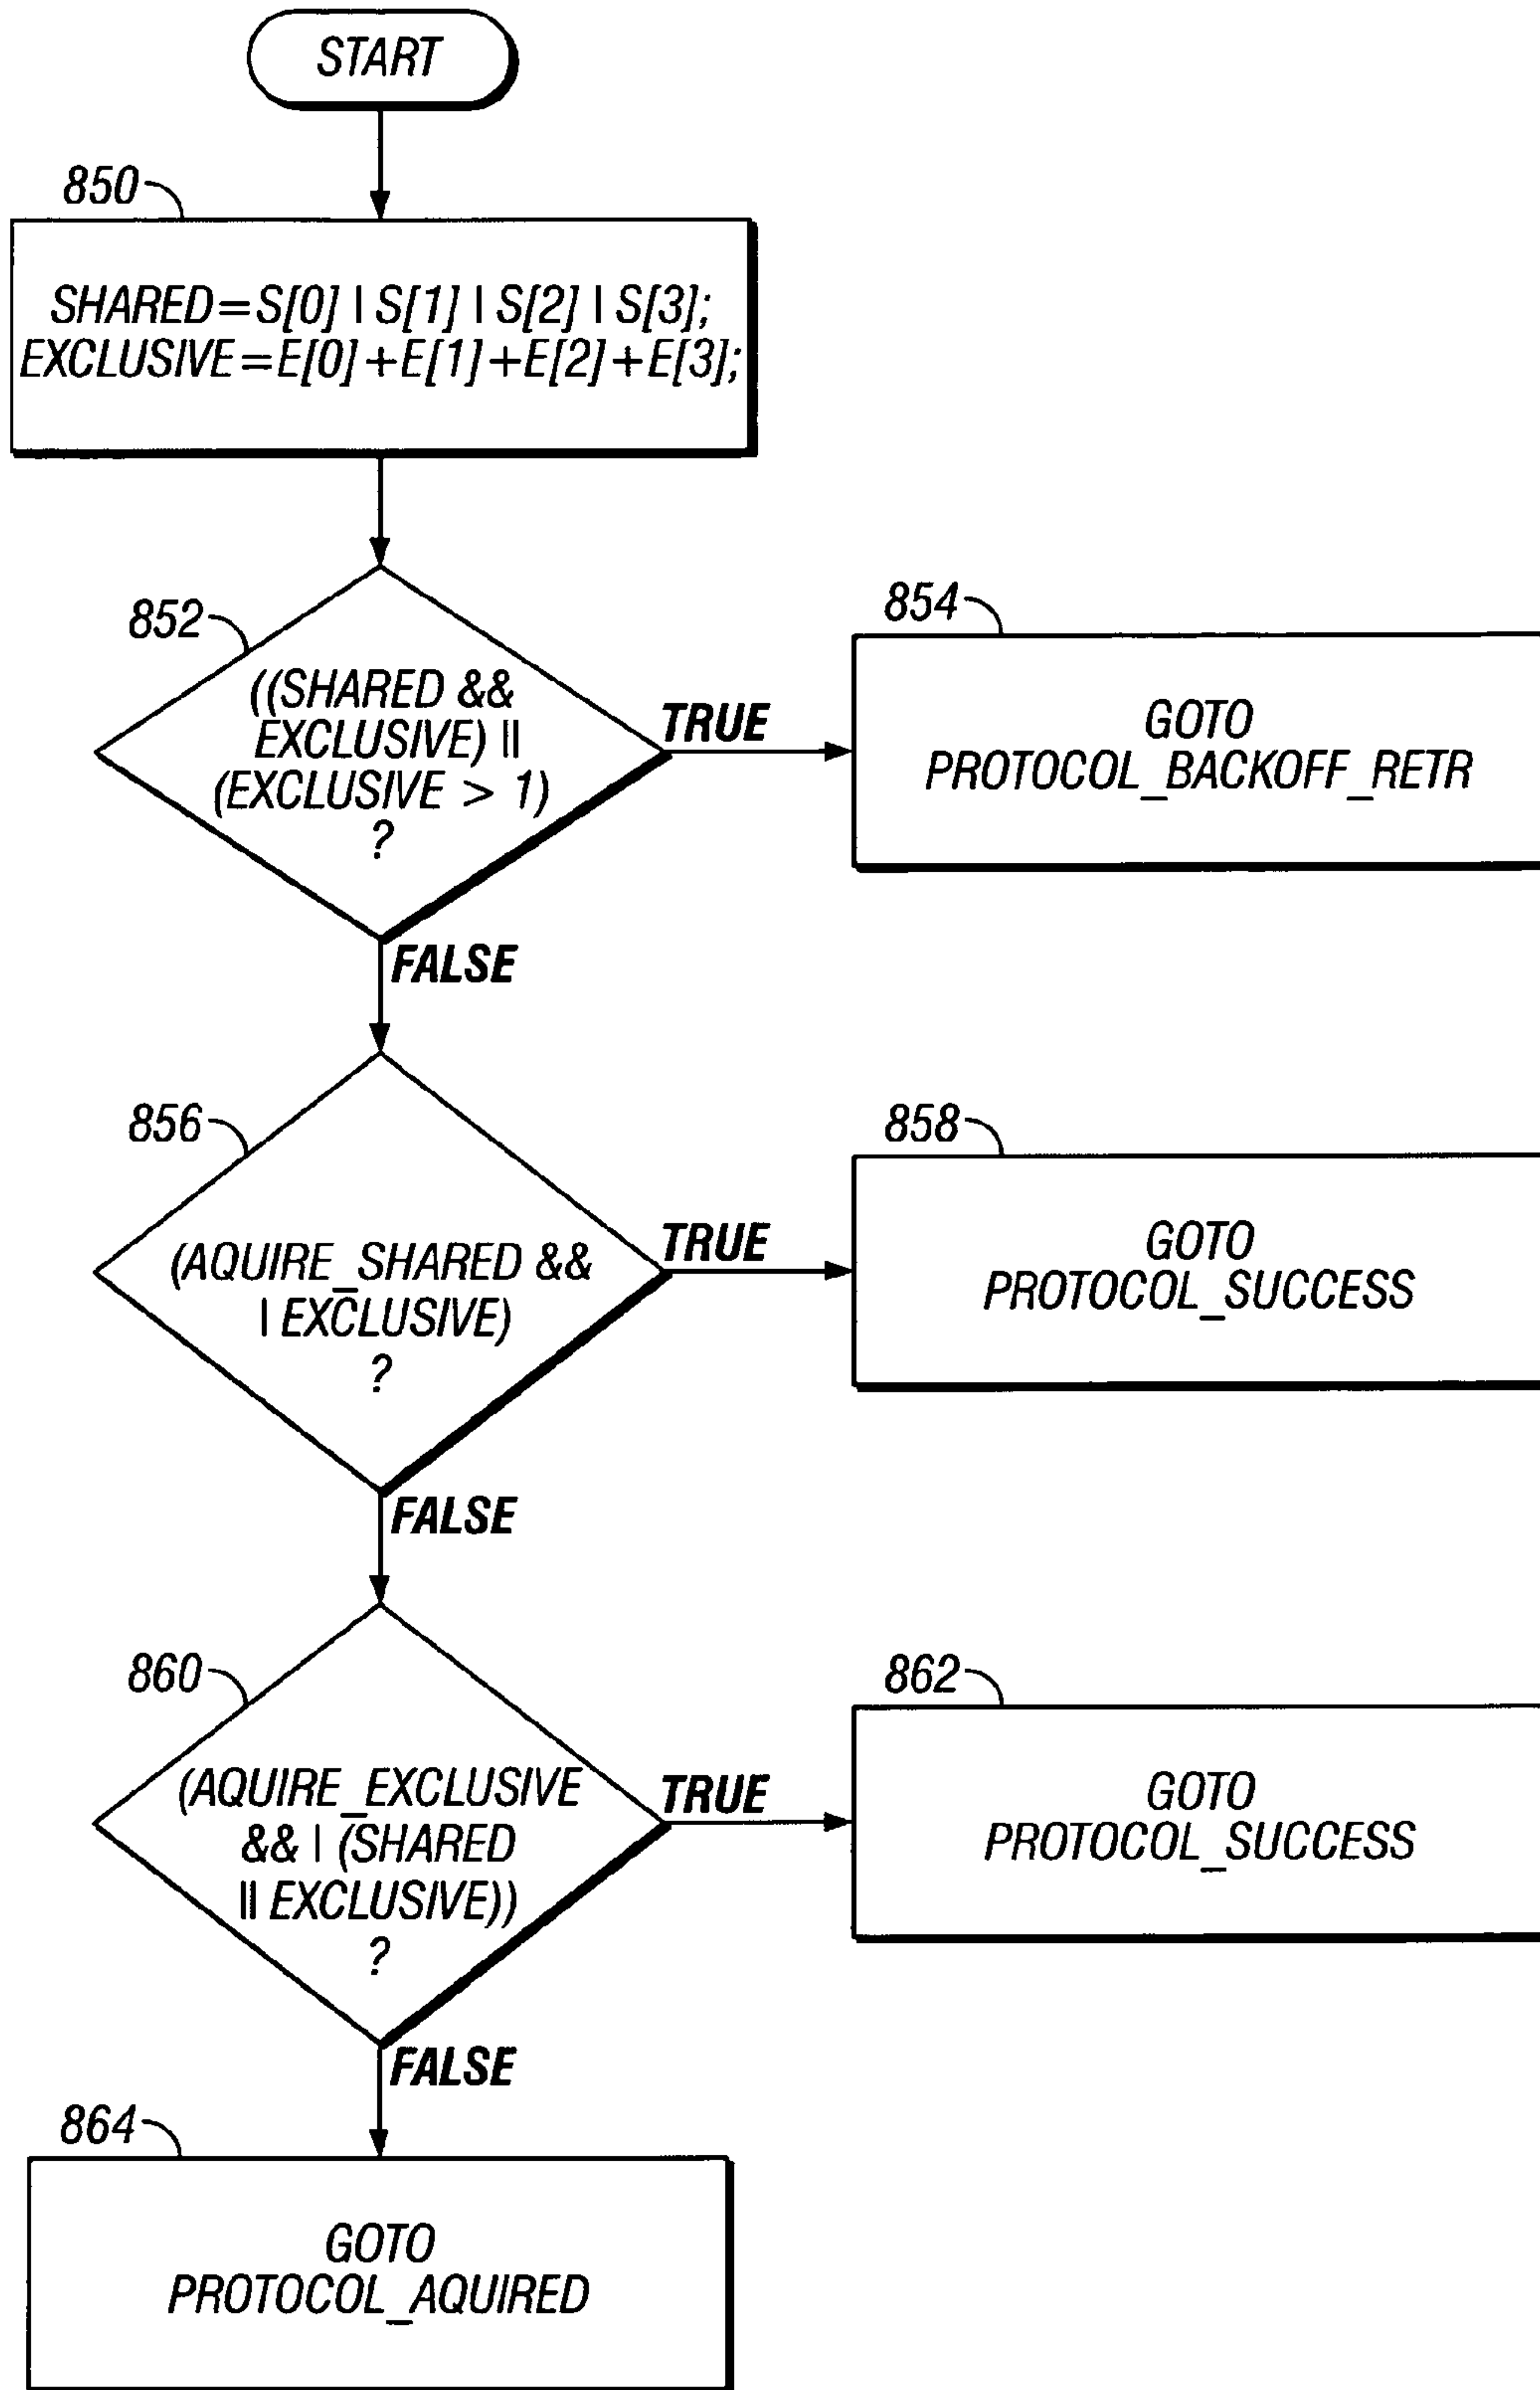 START
850
SHARED=S[0] | S[1] | S[2] | S[3];
EXCLUSIVE=E[0]+E[1]+E[2]+E[3];
852
((SHARED &&
EXCLUSIVE) ||
(EXCLUSIVE > 1)
?
TRUE
854
GOTO
PROTOCOL_BACKOFF_RETR
FALSE
856
(AQUIRE_SHARED &&
| EXCLUSIVE)
?
TRUE
858
GOTO
PROTOCOL_SUCCESS
FALSE
860
(AQUIRE_EXCLUSIVE
&& | (SHARED
|| EXCLUSIVE))
?
TRUE
862
GOTO
PROTOCOL_SUCCESS
FALSE
864
GOTO
PROTOCOL_AQUIRED